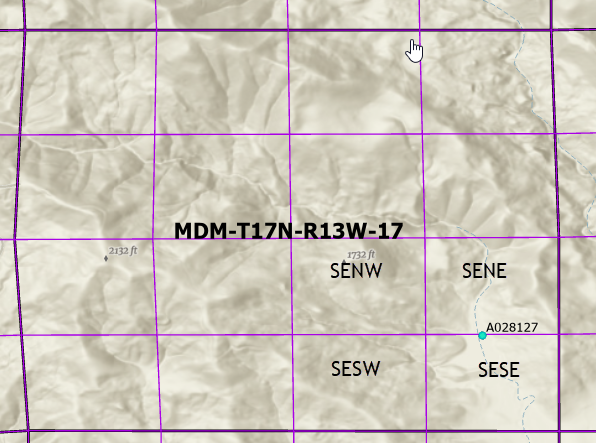 MDM-T17N-R13W-17
2132 ft
1732 ft
SENW
SENE
A028127
SESW
SESE